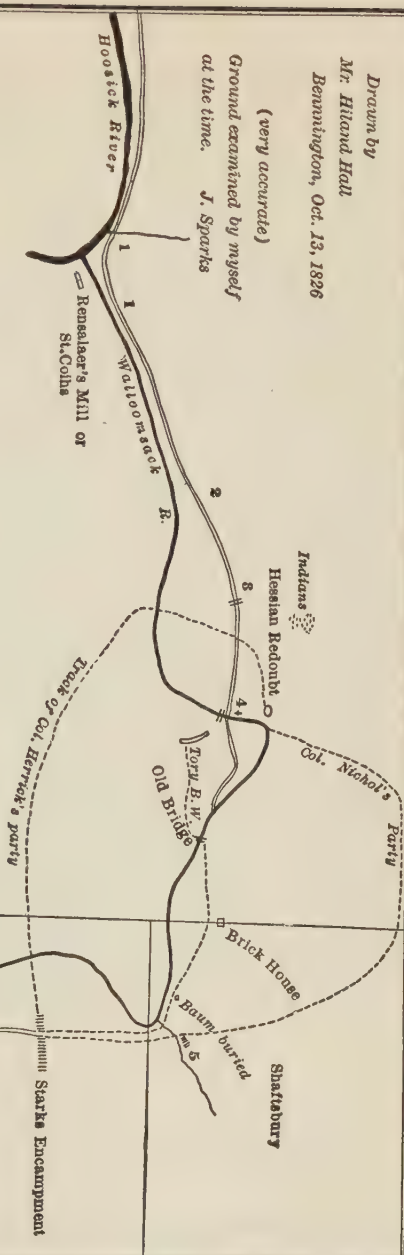 Drawn by
Mr. Hiland Hall
Bennnington, Oct. 13, 1826
(very accurate)
Ground examined by myself
at the time. J. Sparks
Hoosick River
1
1
Rensalaer's Mill or
St.Coihs
Walloomsack R.
2
3
Indians
Hessian Redoubt
4
Tory B. W.
Old Bridge
Col. Nichol's Party
Track of Col. Herrick's party
Brick House
Baum buried
5
Shaftsbury
Starks Encampment